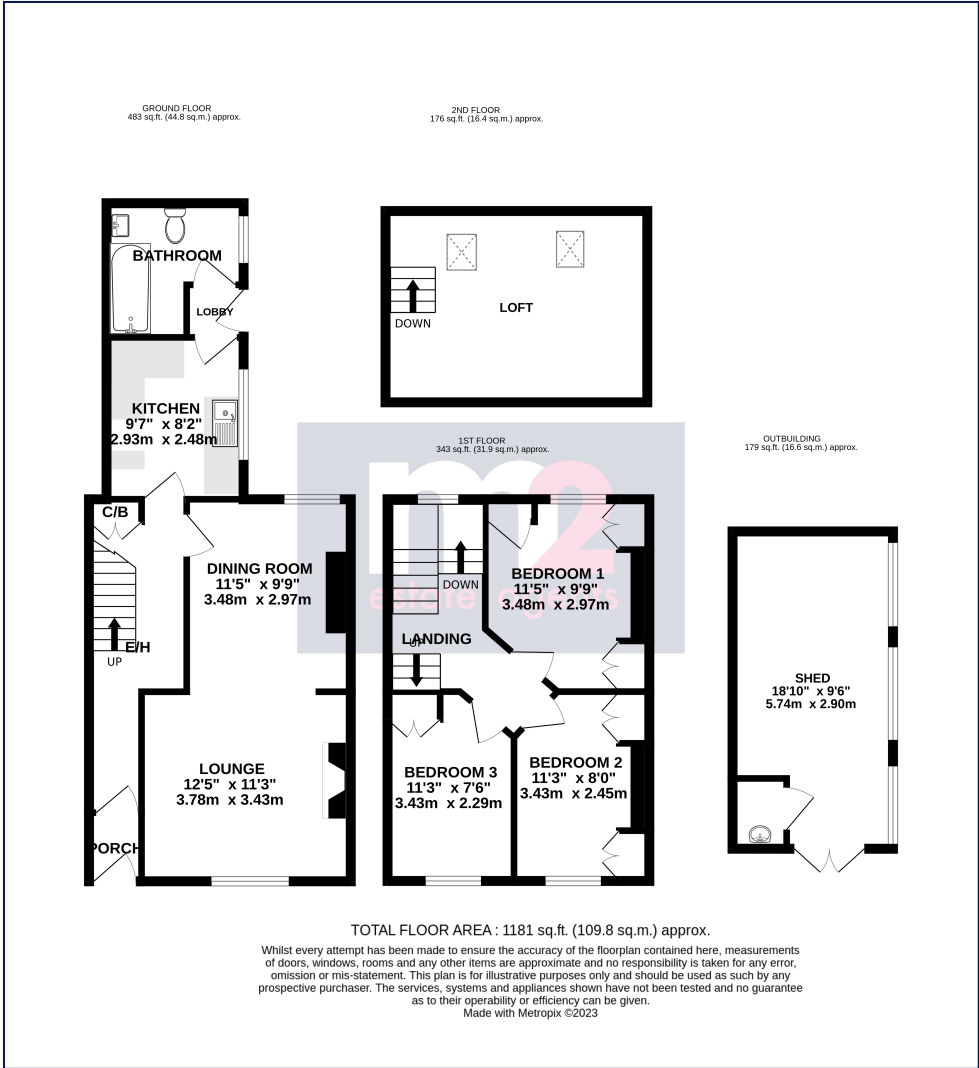 GROUND FLOOR
483 sq.ft. (44.8 sq.m.) approx.
2ND FLOOR
176 sq.ft. (16.4 sq.m.) approx.
BATHROOM
LOBBY
KITCHEN
9'7" x 8'2"
2.93m x 2.48m
LOFT
DOWN
1ST FLOOR
343 sq.ft. (31.9 sq.m.) approx.
OUTBUILDING
179 sq.ft. (16.6 sq.m.) approx.
m2
estate agents
C/B
DINING ROOM
11'5" x 9'9"
3.48m x 2.97m
E/H
UP
LOUNGE
12'5" x 11'3"
3.78m x 3.43m
PORCH
DOWN
BEDROOM 1
11'5" x 9'9"
3.48m x 2.97m
LANDING
UP
BEDROOM 3
11'3" x 7'6"
3.43m x 2.29m
BEDROOM 2
11'3" x 8'0"
3.43m x 2.45m
SHED
18'10" x 9'6"
5.74m x 2.90m
TOTAL FLOOR AREA : 1181 sq.ft. (109.8 sq.m.) approx.
Whilst every attempt has been made to ensure the accuracy of the floorplan contained here, measurements
of doors, windows, rooms and any other items are approximate and no responsibility is taken for any error,
omission or mis-statement. This plan is for illustrative purposes only and should be used as such by any
prospective purchaser. The services, systems and appliances shown have not been tested and no guarantee
as to their operability or efficiency can be given.
Made with Metropix ©2023